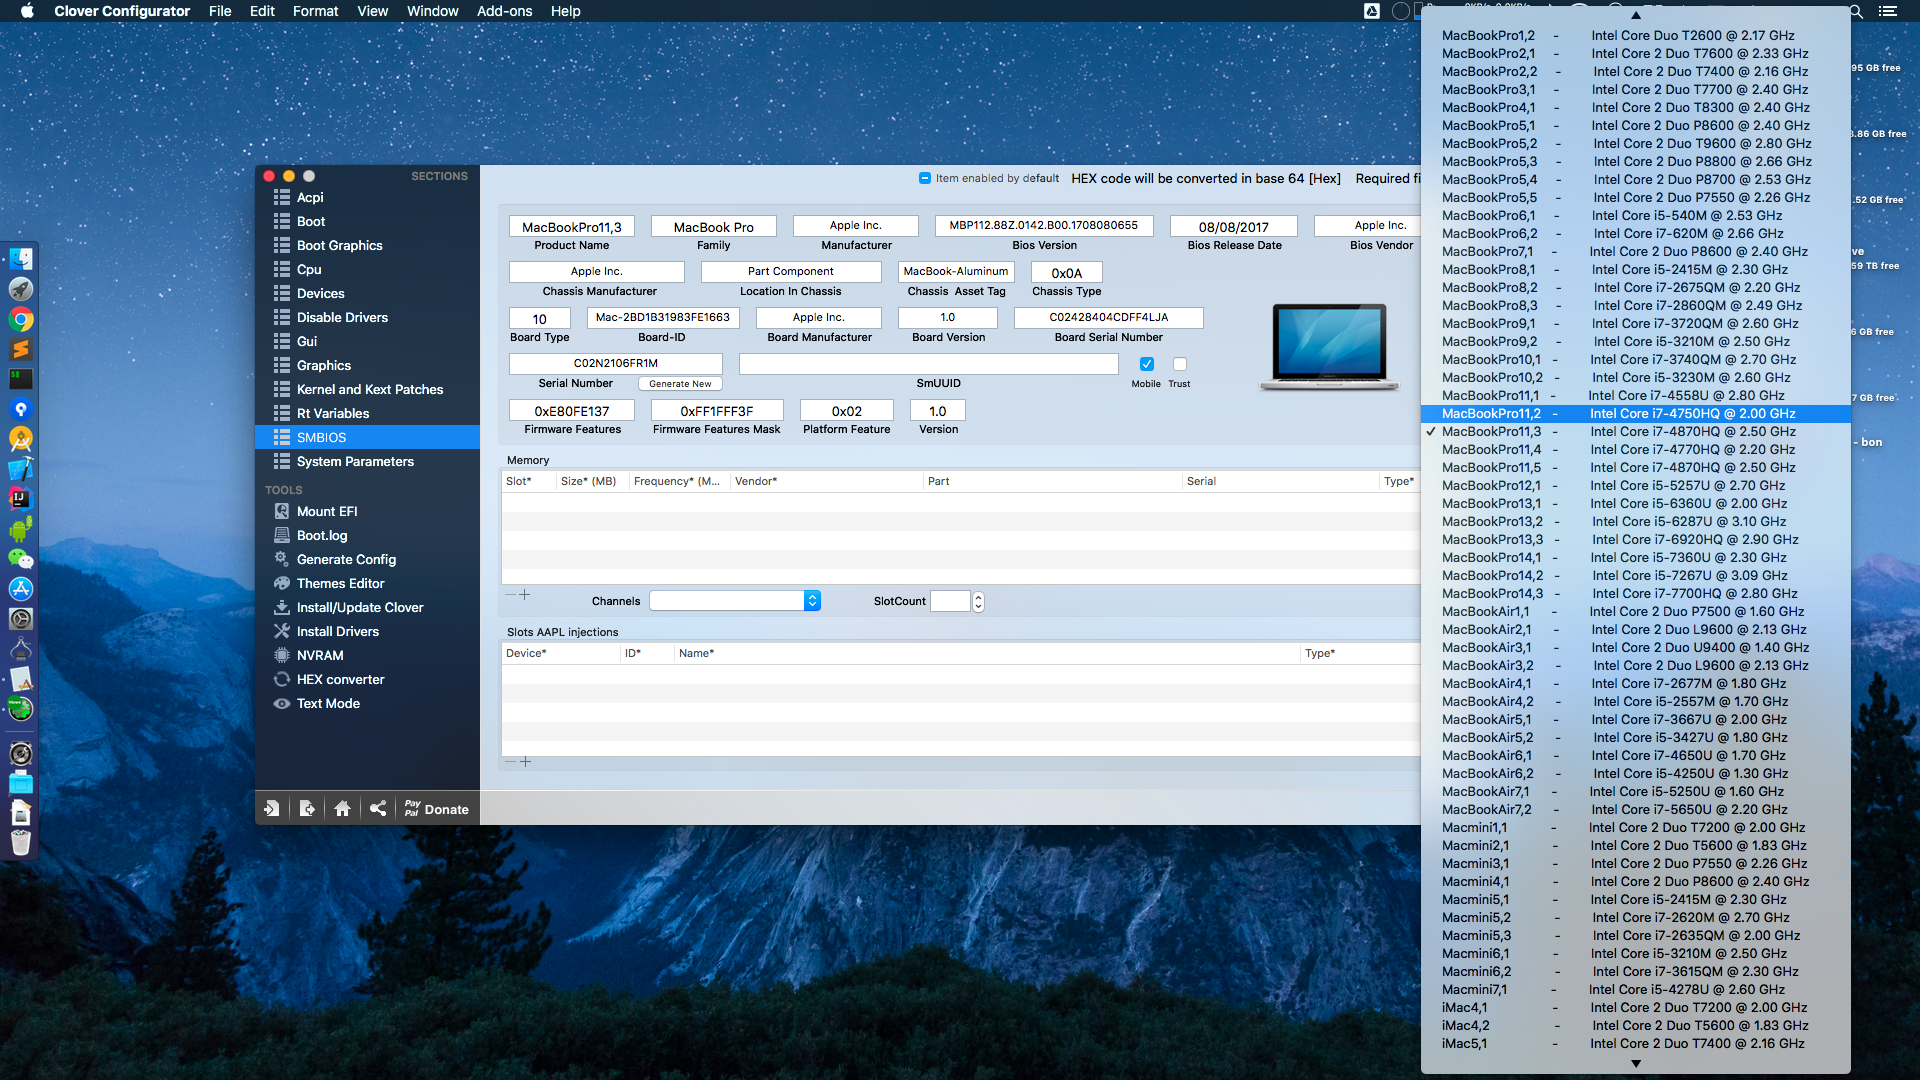 Clover Configurator File Edit Format View Window Add-ons Help
SECTIONS
Acpi
Boot
Boot Graphics
Cpu
Devices
Disable Drivers
Gui
Graphics
Kernel and Kext Patches
Rt Variables
SMBIOS
System Parameters
TOOLS
Mount EFI
Boot.log
Generate Config
Themes Editor
Install/Update Clover
Install Drivers
NVRAM
HEX converter
Text Mode
Pay Pal Donate
Item enabled by default HEX code will be converted in base 64 [Hex] Required fi
MacBookPro11,3 MacBook Pro Apple Inc. MBP112.88Z.0142.B00.1708080655 08/08/2017 Apple Inc.
Product Name Family Manufacturer Bios Version Bios Release Date Bios Vendor
Apple Inc. Part Component MacBook-Aluminum 0x0A
Chassis Manufacturer Location In Chassis Chassis Asset Tag Chassis Type
10 Mac-2BD1B31983FE1663 Apple Inc. 1.0 C02428404CDFF4LJA
Board Type Board-ID Board Manufacturer Board Version Board Serial Number
C02N2106FR1M
Serial Number Generate New SmUUID Mobile Trust
0xE80FE137 0xFF1FFF3F 0x02 1.0
Firmware Features Firmware Features Mask Platform Feature Version
Memory
Slot* Size* (MB) Frequency* (M... Vendor* Part Serial Type*
Channels SlotCount
Slots AAPL injections
Device* ID* Name* Type*
MacBookPro1,2 - Intel Core Duo T2600 @ 2.17 GHz
MacBookPro2,1 - Intel Core 2 Duo T7600 @ 2.33 GHz
MacBookPro2,2 - Intel Core 2 Duo T7400 @ 2.16 GHz
MacBookPro3,1 - Intel Core 2 Duo T7700 @ 2.40 GHz
MacBookPro4,1 - Intel Core 2 Duo T8300 @ 2.40 GHz
MacBookPro5,1 - Intel Core 2 Duo P8600 @ 2.40 GHz
MacBookPro5,2 - Intel Core 2 Duo T9600 @ 2.80 GHz
MacBookPro5,3 - Intel Core 2 Duo P8800 @ 2.66 GHz
MacBookPro5,4 - Intel Core 2 Duo P8700 @ 2.53 GHz
MacBookPro5,5 - Intel Core 2 Duo P7550 @ 2.26 GHz
MacBookPro6,1 - Intel Core i5-540M @ 2.53 GHz
MacBookPro6,2 - Intel Core i7-620M @ 2.66 GHz
MacBookPro7,1 - Intel Core 2 Duo P8600 @ 2.40 GHz
MacBookPro8,1 - Intel Core i5-2415M @ 2.30 GHz
MacBookPro8,2 - Intel Core i7-2675QM @ 2.20 GHz
MacBookPro8,3 - Intel Core i7-2860QM @ 2.49 GHz
MacBookPro9,1 - Intel Core i7-3720QM @ 2.60 GHz
MacBookPro9,2 - Intel Core i5-3210M @ 2.50 GHz
MacBookPro10,1 - Intel Core i7-3740QM @ 2.70 GHz
MacBookPro10,2 - Intel Core i5-3230M @ 2.60 GHz
MacBookPro11,1 - Intel Core i7-4558U @ 2.80 GHz
MacBookPro11,2 - Intel Core i7-4750HQ @ 2.00 GHz
✓ MacBookPro11,3 - Intel Core i7-4870HQ @ 2.50 GHz
MacBookPro11,4 - Intel Core i7-4770HQ @ 2.20 GHz
MacBookPro11,5 - Intel Core i7-4870HQ @ 2.50 GHz
MacBookPro12,1 - Intel Core i5-5257U @ 2.70 GHz
MacBookPro13,1 - Intel Core i5-6360U @ 2.00 GHz
MacBookPro13,2 - Intel Core i5-6287U @ 3.10 GHz
MacBookPro13,3 - Intel Core i7-6920HQ @ 2.90 GHz
MacBookPro14,1 - Intel Core i5-7360U @ 2.30 GHz
MacBookPro14,2 - Intel Core i5-7267U @ 3.09 GHz
MacBookPro14,3 - Intel Core i7-7700HQ @ 2.80 GHz
MacBookAir1,1 - Intel Core 2 Duo P7500 @ 1.60 GHz
MacBookAir2,1 - Intel Core 2 Duo L9600 @ 2.13 GHz
MacBookAir3,1 - Intel Core 2 Duo U9400 @ 1.40 GHz
MacBookAir3,2 - Intel Core 2 Duo L9600 @ 2.13 GHz
MacBookAir4,1 - Intel Core i7-2677M @ 1.80 GHz
MacBookAir4,2 - Intel Core i5-2557M @ 1.70 GHz
MacBookAir5,1 - Intel Core i7-3667U @ 2.00 GHz
MacBookAir5,2 - Intel Core i5-3427U @ 1.80 GHz
MacBookAir6,1 - Intel Core i7-4650U @ 1.70 GHz
MacBookAir6,2 - Intel Core i5-4250U @ 1.30 GHz
MacBookAir7,1 - Intel Core i5-5250U @ 1.60 GHz
MacBookAir7,2 - Intel Core i7-5650U @ 2.20 GHz
Macmini1,1 - Intel Core 2 Duo T7200 @ 2.00 GHz
Macmini2,1 - Intel Core 2 Duo T5600 @ 1.83 GHz
Macmini3,1 - Intel Core 2 Duo P7550 @ 2.26 GHz
Macmini4,1 - Intel Core 2 Duo P8600 @ 2.40 GHz
Macmini5,1 - Intel Core i5-2415M @ 2.30 GHz
Macmini5,2 - Intel Core i7-2620M @ 2.70 GHz
Macmini5,3 - Intel Core i7-2635QM @ 2.00 GHz
Macmini6,1 - Intel Core i5-3210M @ 2.50 GHz
Macmini6,2 - Intel Core i7-3615QM @ 2.30 GHz
Macmini7,1 - Intel Core i5-4278U @ 2.60 GHz
iMac4,1 - Intel Core 2 Duo T7200 @ 2.00 GHz
iMac4,2 - Intel Core 2 Duo T5600 @ 1.83 GHz
iMac5,1 - Intel Core 2 Duo T7400 @ 2.16 GHz
95 GB free
.86 GB free
.52 GB free
ve
59 TB free
6 GB free
7 GB free
- bon